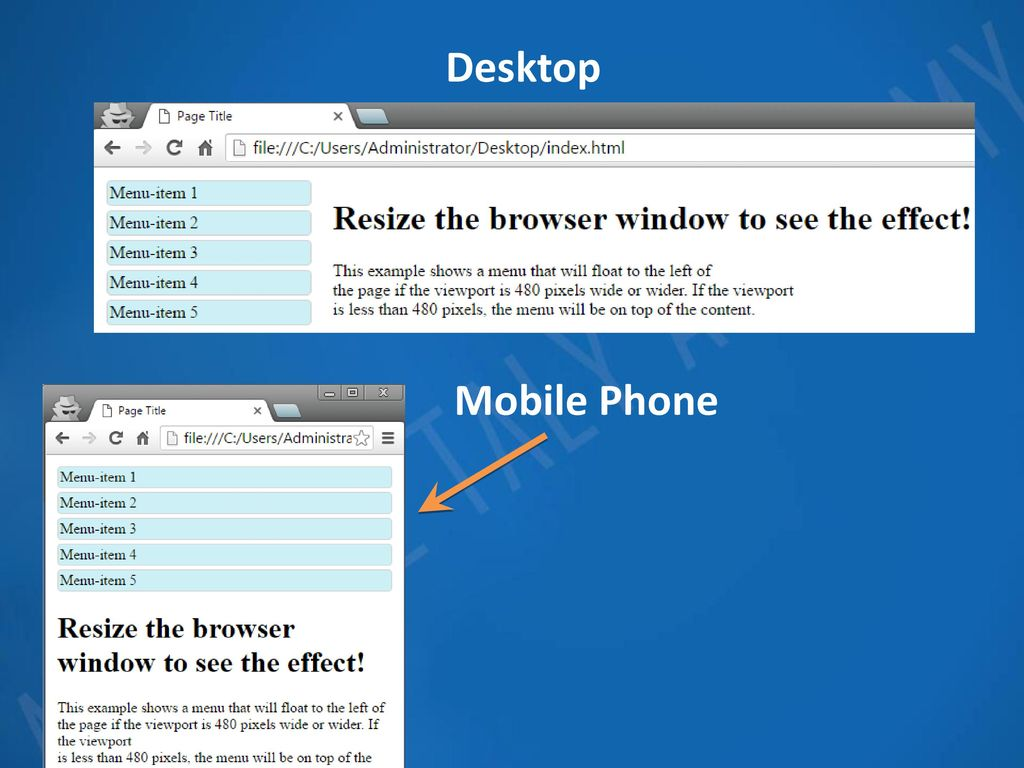 Desktop
Page Title
file:///C:/Users/Administrator/Desktop/index.html
Menu-item 1
Menu-item 2
Menu-item 3
Menu-item 4
Menu-item 5
Resize the browser window to see the effect!
This example shows a menu that will float to the left of
the page if the viewport is 480 pixels wide or wider. If the viewport
is less than 480 pixels, the menu will be on top of the content.
Mobile Phone
Page Title
file:///C:/Users/Administra
Menu-item 1
Menu-item 2
Menu-item 3
Menu-item 4
Menu-item 5
Resize the browser
window to see the effect!
This example shows a menu that will float to the left of
the page if the viewport is 480 pixels wide or wider. If
the viewport
is less than 480 pixels, the menu will be on top of the